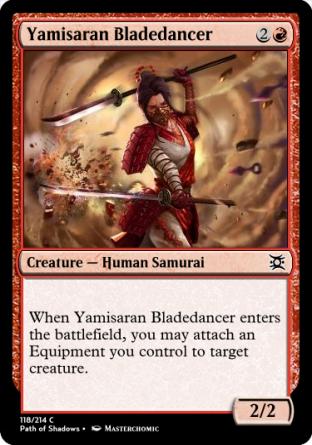 Yamisaran Bladedancer 2
Creature — Human Samurai
When Yamisaran Bladedancer enters
the battlefield, you may attach an
Equipment you control to target
creature.
2/2
118/214 C
Path of Shadows • Masterchomic